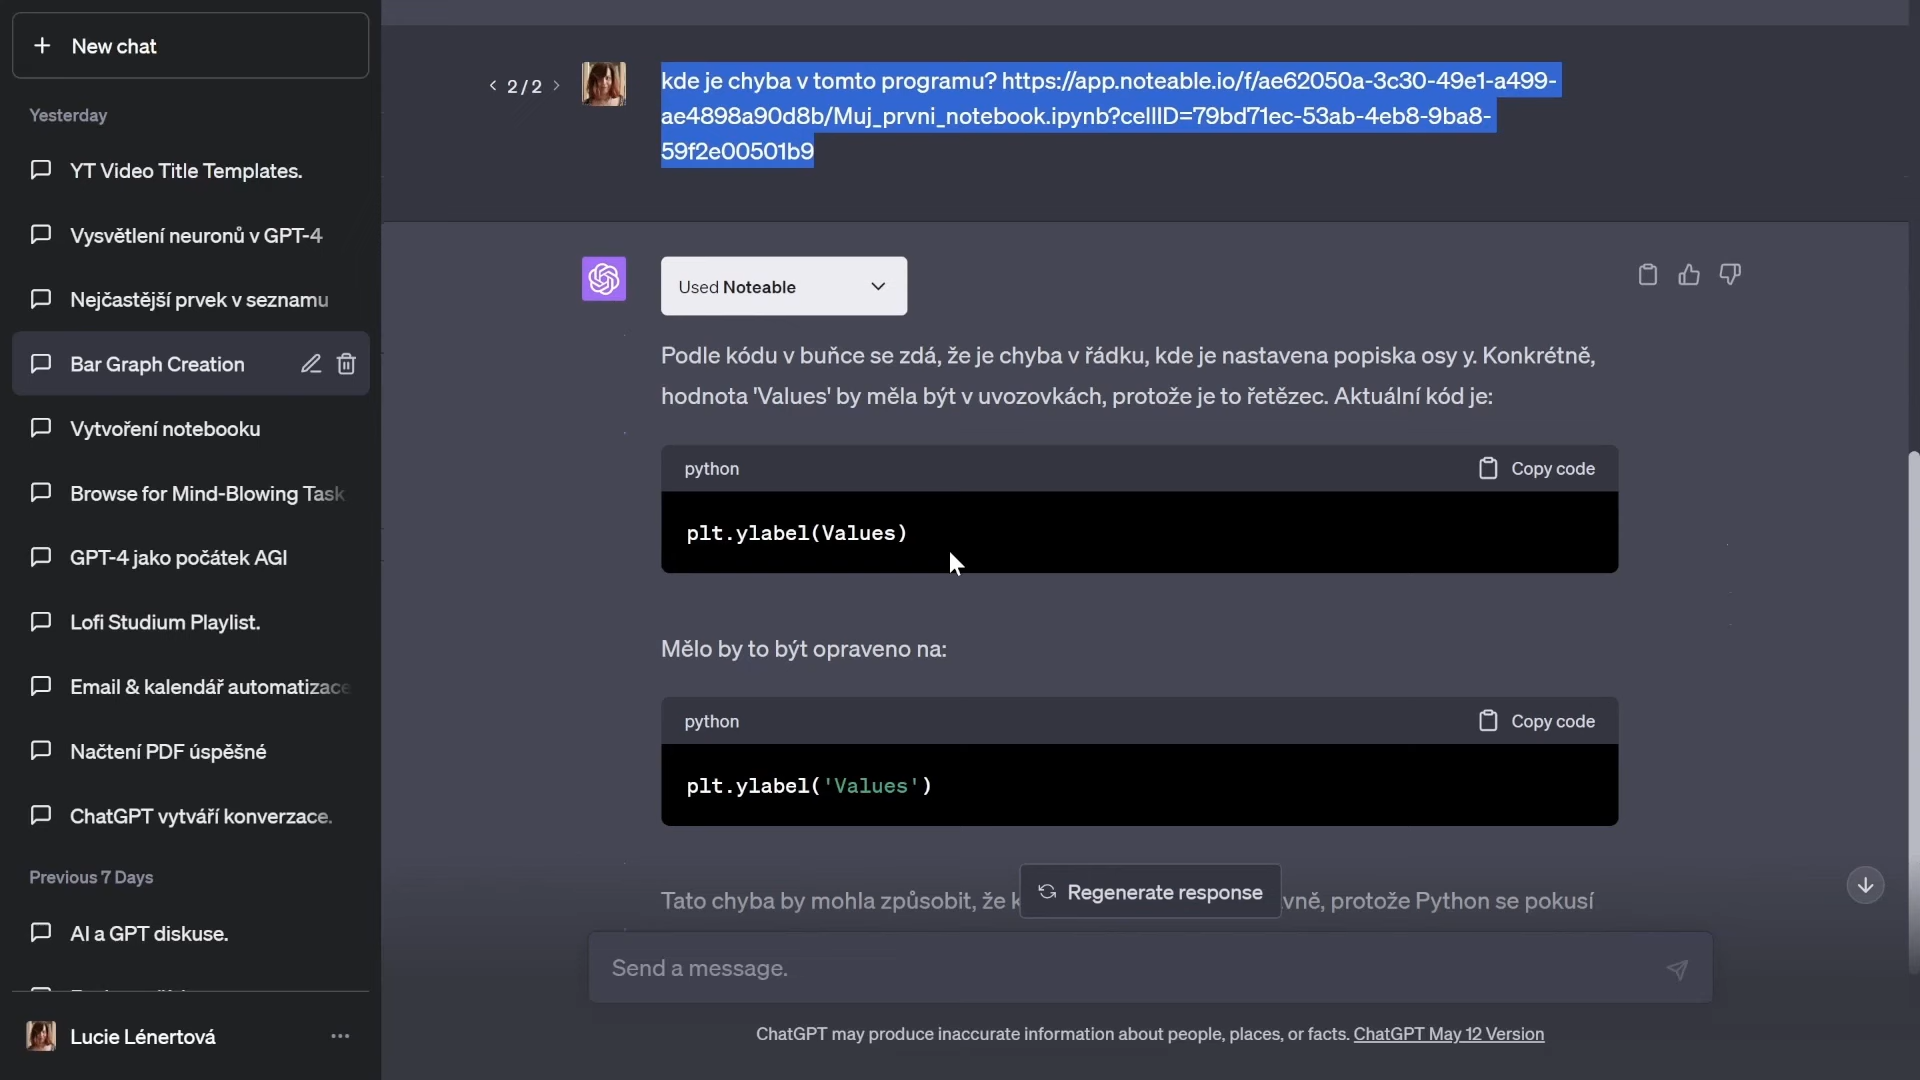 New chat
Yesterday
YT Video Title Templates.
Vysvětlení neuronů v GPT-4
Nejčastější prvek v seznamu
Bar Graph Creation
Vytvoření notebooku
Browse for Mind-Blowing Task
GPT-4 jako počátek AGI
Lofi Studium Playlist.
Email & kalendář automatizace
Načtení PDF úspěšné
ChatGPT vytváří konverzace.
Previous 7 Days
AI a GPT diskuse.
Lucie Lénertová
2 / 2
kde je chyba v tomto programu? https://app.noteable.io/f/ae62050a-3c30-49e1-a499-
ae4898a90d8b/Muj_prvni_notebook.ipynb?cellID=79bd71ec-53ab-4eb8-9ba8-
59f2e00501b9
Used Noteable
Podle kódu v buňce se zdá, že je chyba v řádku, kde je nastavena popiska osy y. Konkrétně,
hodnota 'Values' by měla být v uvozovkách, protože je to řetězec. Aktuální kód je:
python Copy code
plt.ylabel(Values)
Mělo by to být opraveno na:
python Copy code
plt.ylabel('Values')
Tato chyba by mohla způsobit, že protože Python se pokusí
Regenerate response
Send a message.
ChatGPT may produce inaccurate information about people, places, or facts. ChatGPT May 12 Version